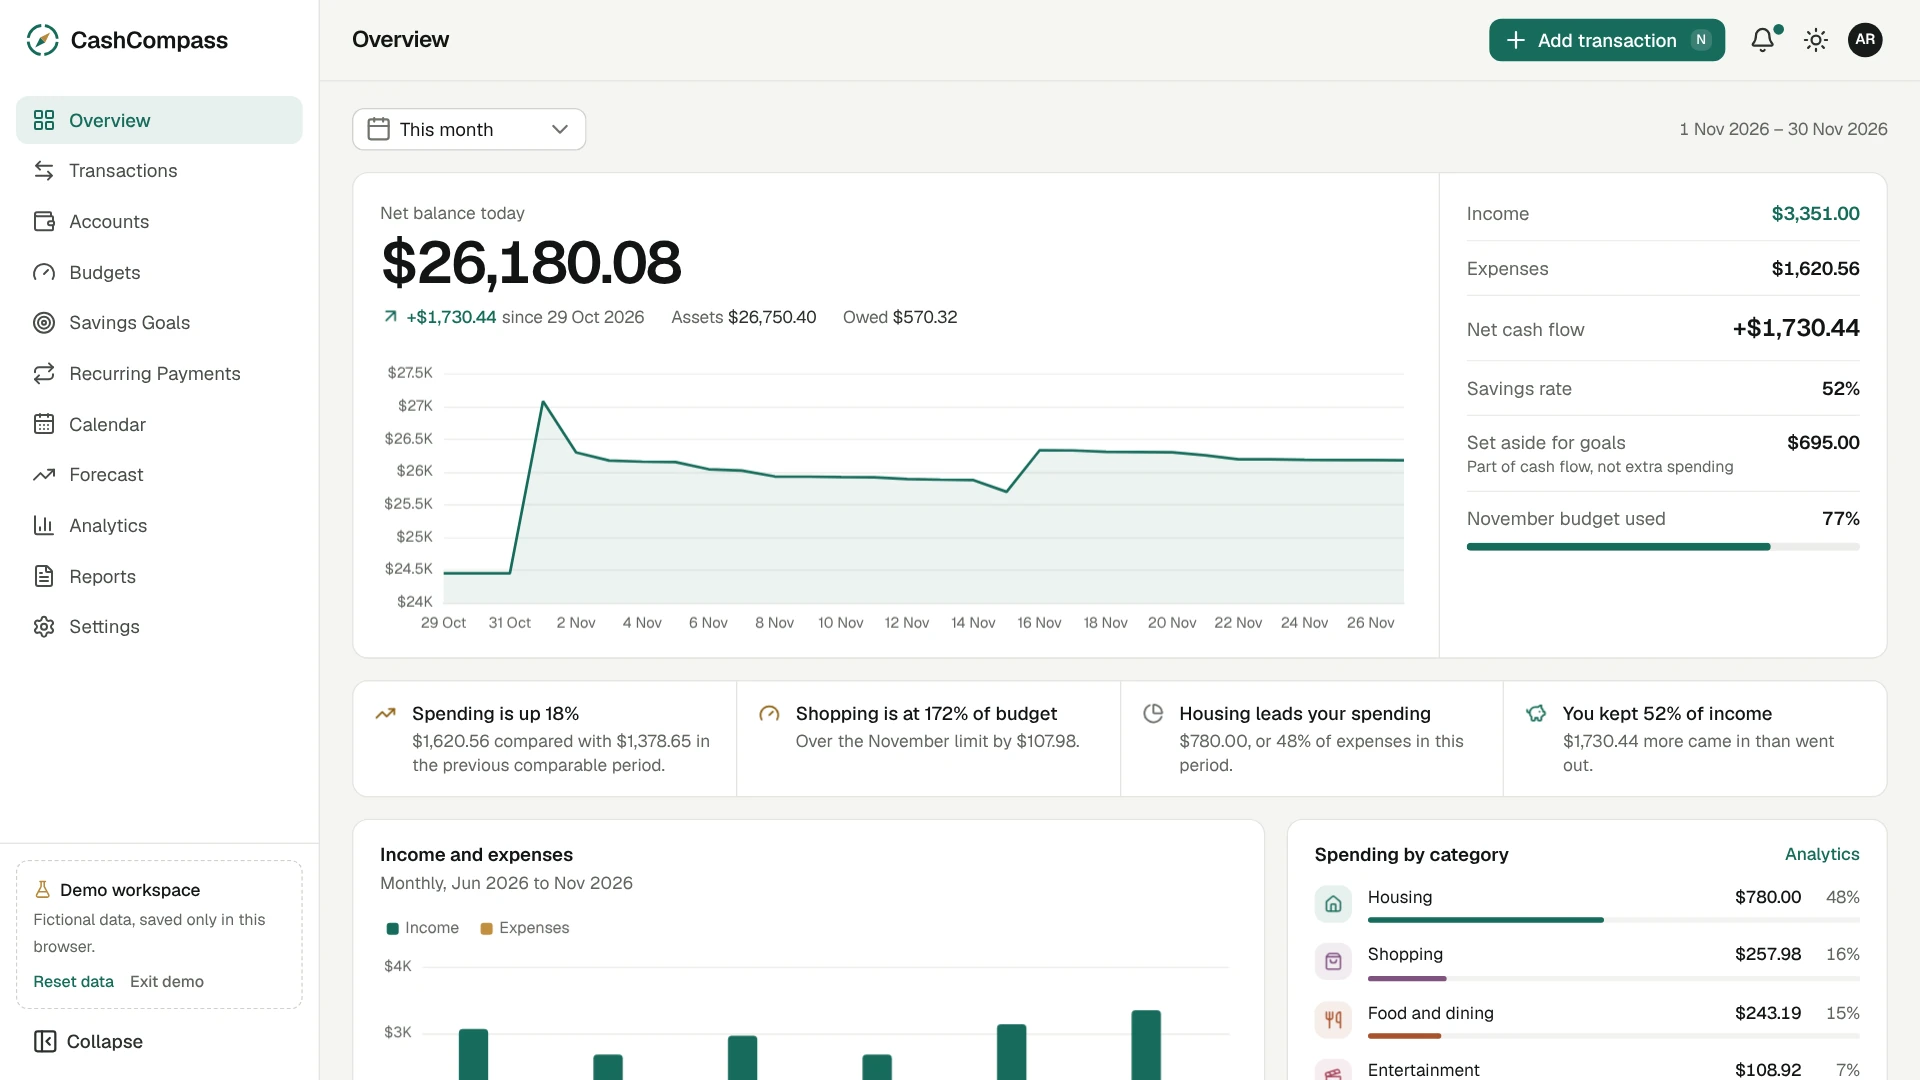 CashCompass
Overview
Transactions
Accounts
Budgets
Savings Goals
Recurring Payments
Calendar
Forecast
Analytics
Reports
Settings
Demo workspace
Fictional data, saved only in this
browser.
Reset data Exit demo
Collapse
Overview
Add transaction N
AR
This month
1 Nov 2026 – 30 Nov 2026
Net balance today
$26,180.08
+$1,730.44 since 29 Oct 2026 Assets $26,750.40 Owed $570.32
$27.5K
$27K
$26.5K
$26K
$25.5K
$25K
$24.5K
$24K
29 Oct 31 Oct 2 Nov 4 Nov 6 Nov 8 Nov 10 Nov 12 Nov 14 Nov 16 Nov 18 Nov 20 Nov 22 Nov 24 Nov 26 Nov
Income $3,351.00
Expenses $1,620.56
Net cash flow +$1,730.44
Savings rate 52%
Set aside for goals $695.00
Part of cash flow, not extra spending
November budget used 77%
Spending is up 18%
$1,620.56 compared with $1,378.65 in
the previous comparable period.
Shopping is at 172% of budget
Over the November limit by $107.98.
Housing leads your spending
$780.00, or 48% of expenses in this
period.
You kept 52% of income
$1,730.44 more came in than went
out.
Income and expenses
Monthly, Jun 2026 to Nov 2026
Income Expenses
$4K
$3K
Spending by category Analytics
Housing $780.00 48%
Shopping $257.98 16%
Food and dining $243.19 15%
Entertainment $108.92 7%